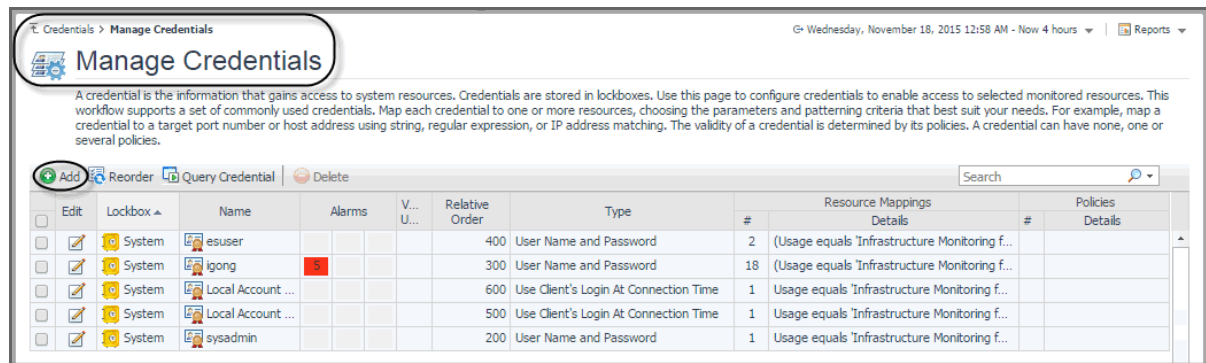 Credentials > Manage Credentials
Wednesday, November 18, 2015 12:58 AM - Now 4 hours
Reports
Manage Credentials
A credential is the information that gains access to system resources. Credentials are stored in lockboxes. Use this page to configure credentials to enable access to selected monitored resources. This
workflow supports a set of commonly used credentials. Map each credential to one or more resources, choosing the parameters and patterning criteria that best suit your needs. For example, map a
credential to a target port number or host address using string, regular expression, or IP address matching. The validity of a credential is determined by its policies. A credential can have none, one or
several policies.
Add Reorder Query Credential Delete Search
Edit Lockbox Name Alarms V... U... Relative Order Type Resource Mappings Policies
# Details # Details
System esuser 400 User Name and Password 2 (Usage equals 'Infrastructure Monitoring f...
System igong 5 300 User Name and Password 18 (Usage equals 'Infrastructure Monitoring f...
System Local Account ... 600 Use Client's Login At Connection Time 1 Usage equals 'Infrastructure Monitoring f...
System Local Account ... 500 Use Client's Login At Connection Time 1 Usage equals 'Infrastructure Monitoring f...
System sysadmin 200 User Name and Password 1 Usage equals 'Infrastructure Monitoring f...